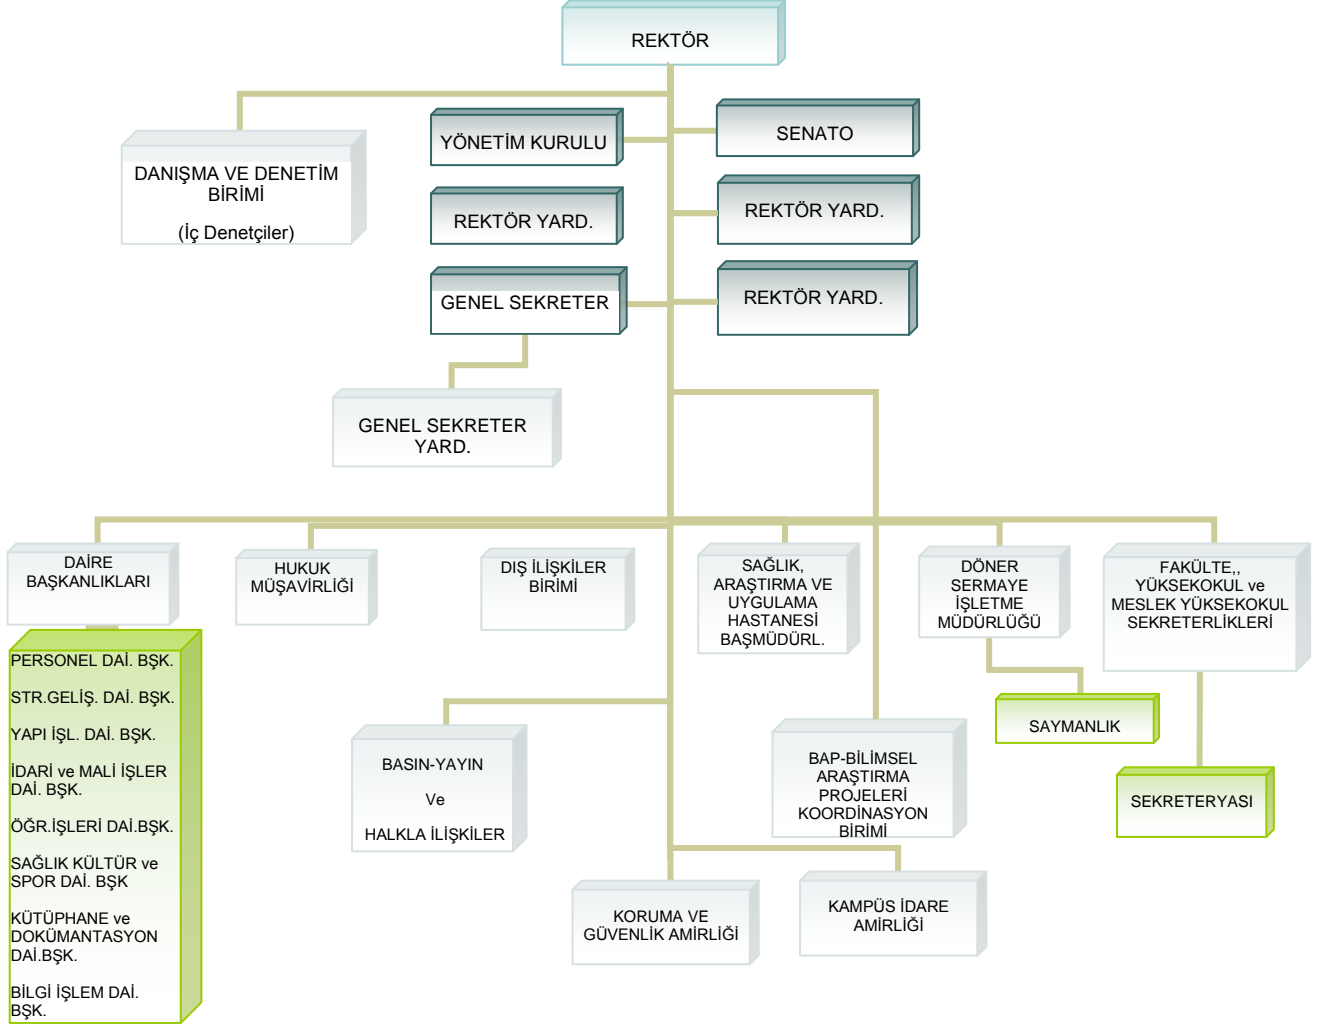 REKTÖR
DANIŞMA VE DENETİM
BİRİMİ
(İç Denetçiler)
YÖNETİM KURULU
SENATO
REKTÖR YARD.
REKTÖR YARD.
GENEL SEKRETER
REKTÖR YARD.
GENEL SEKRETER
YARD.
DAİRE
BAŞKANLIKLARI
HUKUK
MÜŞAVİRLİĞİ
DIŞ İLİŞKİLER
BİRİMİ
SAĞLIK,
ARAŞTIRMA VE
UYGULAMA
HASTANESİ
BAŞMÜDÜRL.
DÖNER
SERMAYE
İŞLETME
MÜDÜRLÜĞÜ
FAKÜLTE,,
YÜKSEKOKUL ve
MESLEK YÜKSEKOKUL
SEKRETERLİKLERİ
PERSONEL DAİ. BŞK.
STR.GELİŞ. DAİ. BŞK.
YAPI İŞL. DAİ. BŞK.
İDARİ ve MALİ İŞLER
DAİ. BŞK.
ÖĞR.İŞLERİ DAİ.BŞK.
SAĞLIK KÜLTÜR ve
SPOR DAİ. BŞK
KÜTÜPHANE ve
DOKÜMANTASYON
DAİ.BŞK.
BİLGİ İŞLEM DAİ.
BŞK.
BASIN-YAYIN
Ve
HALKLA İLİŞKİLER
BAP-BİLİMSEL
ARAŞTIRMA
PROJELERİ
KOORDİNASYON
BİRİMİ
SAYMANLIK
SEKRETERYASI
KORUMA VE
GÜVENLİK AMİRLİĞİ
KAMPÜS İDARE
AMİRLİĞİ